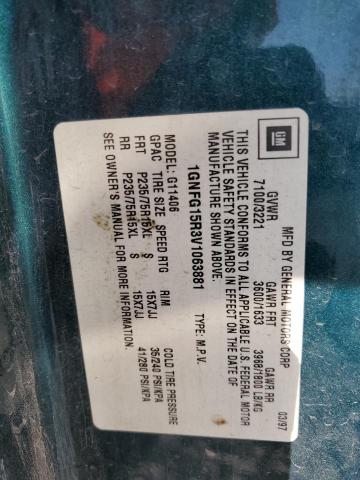 GM
MFD BY GENERAL MOTORS CORP 03/97
GVWR GAWR FRT GAWR RR
7100/3221 3600/1633 3968/1800 LB/KG
THIS VEHICLE CONFORMS TO ALL APPLICABLE U.S. FEDERAL MOTOR
VEHICLE SAFETY STANDARDS IN EFFECT ON THE DATE OF
MANUFACTURE SHOWN ABOVE.
1GNFG15R3V1063881 TYPE: M.P.V.
G11406
GPAC TIRE SIZE SPEED RTG RIM COLD TIRE PRESSURE
FRT P235/75R15XL S 15X7JJ 35/240 PSI/KPA
RR P235/75R15XL S 15X7JJ 41/280 PSI/KPA
SEE OWNER'S MANUAL FOR MORE INFORMATION.